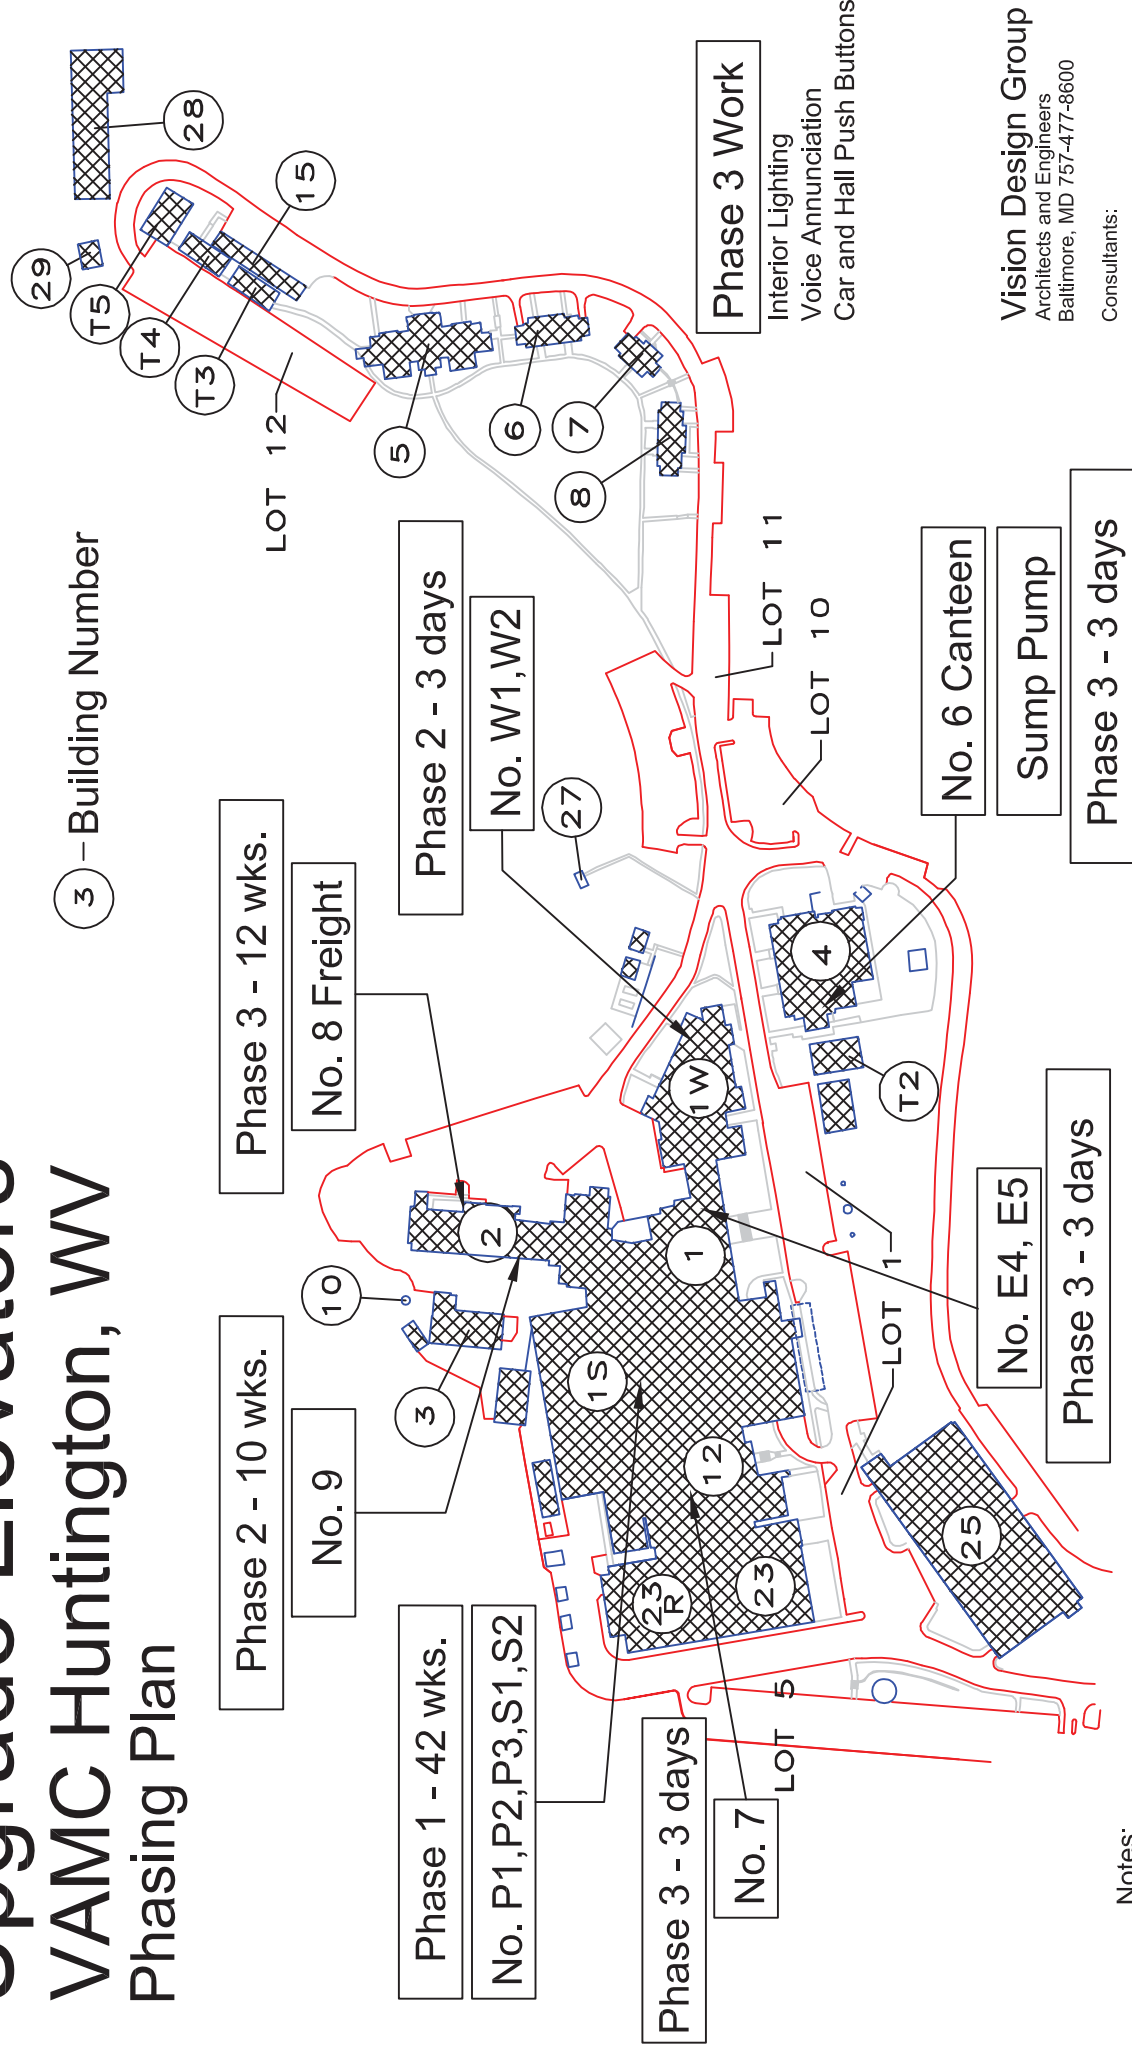 Upgrade Elevators
VAMC Huntington, WV
Phasing Plan
3 Building Number
Phase 2 - 10 wks.
No. 9
Phase 3 - 12 wks.
No. 8 Freight
Phase 1 - 42 wks.
No. P1,P2,P3,S1,S2
Phase 2 - 3 days
No. W1,W2
Phase 3 - 3 days
No. 7
No. E4, E5
Phase 3 - 3 days
No. 6 Canteen
Sump Pump
Phase 3 - 3 days
Phase 3 Work
Interior Lighting
Voice Annunciation
Car and Hall Push Buttons
Vision Design Group
Architects and Engineers
Baltimore, MD 757-477-8600
Consultants:
Notes:
29
28
T5
T4
T3
15
LOT 12
5
6
7
8
LOT 11
LOT 10
27
10
3
2
1W
1
1S
12
23
R
23
4
T2
LOT 1
25
LOT 5